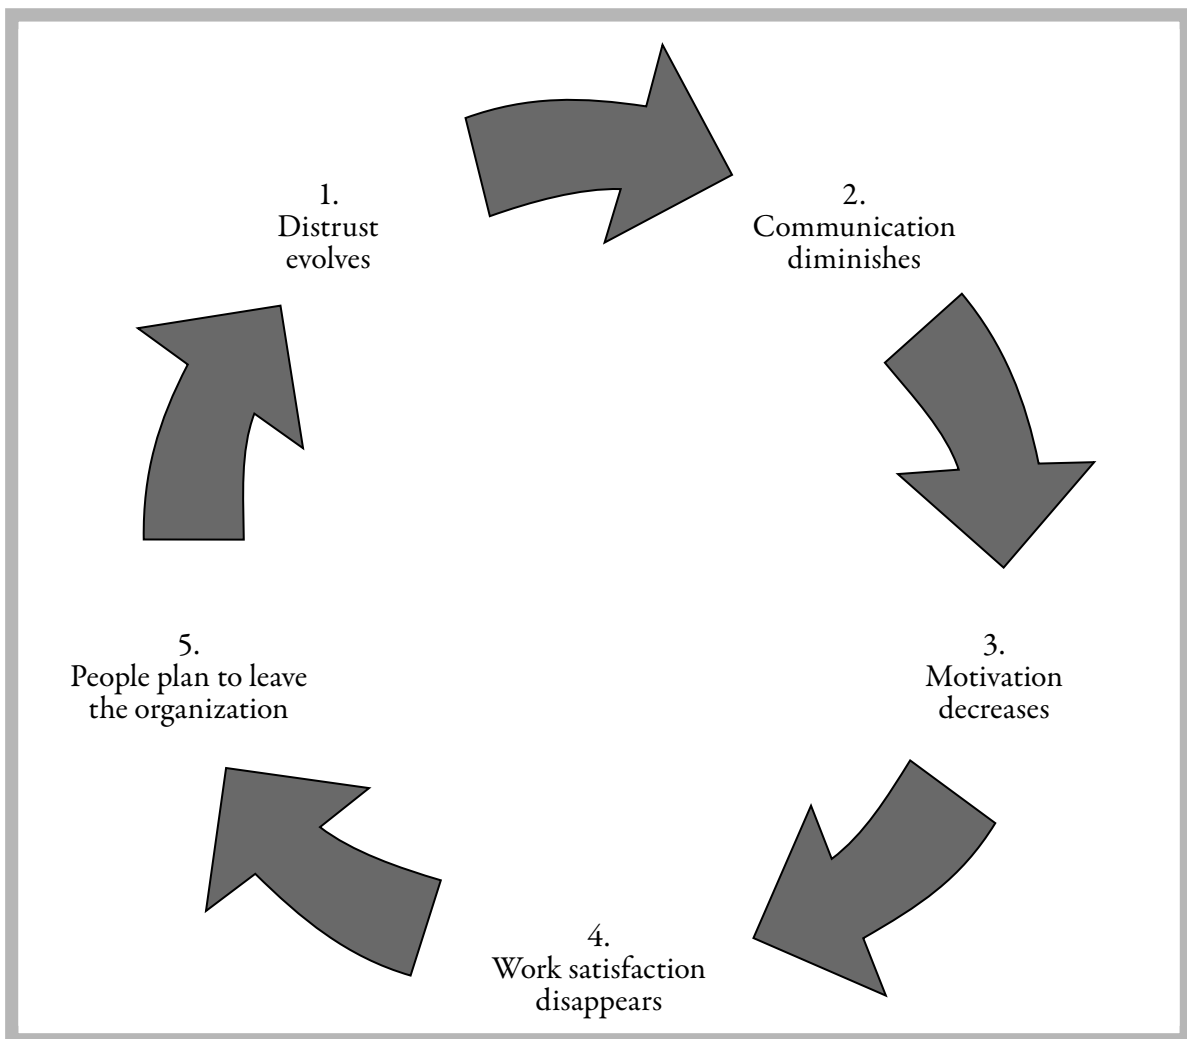 1.
Distrust
evolves
2.
Communication
diminishes
3.
Motivation
decreases
4.
Work satisfaction
disappears
5.
People plan to leave
the organization